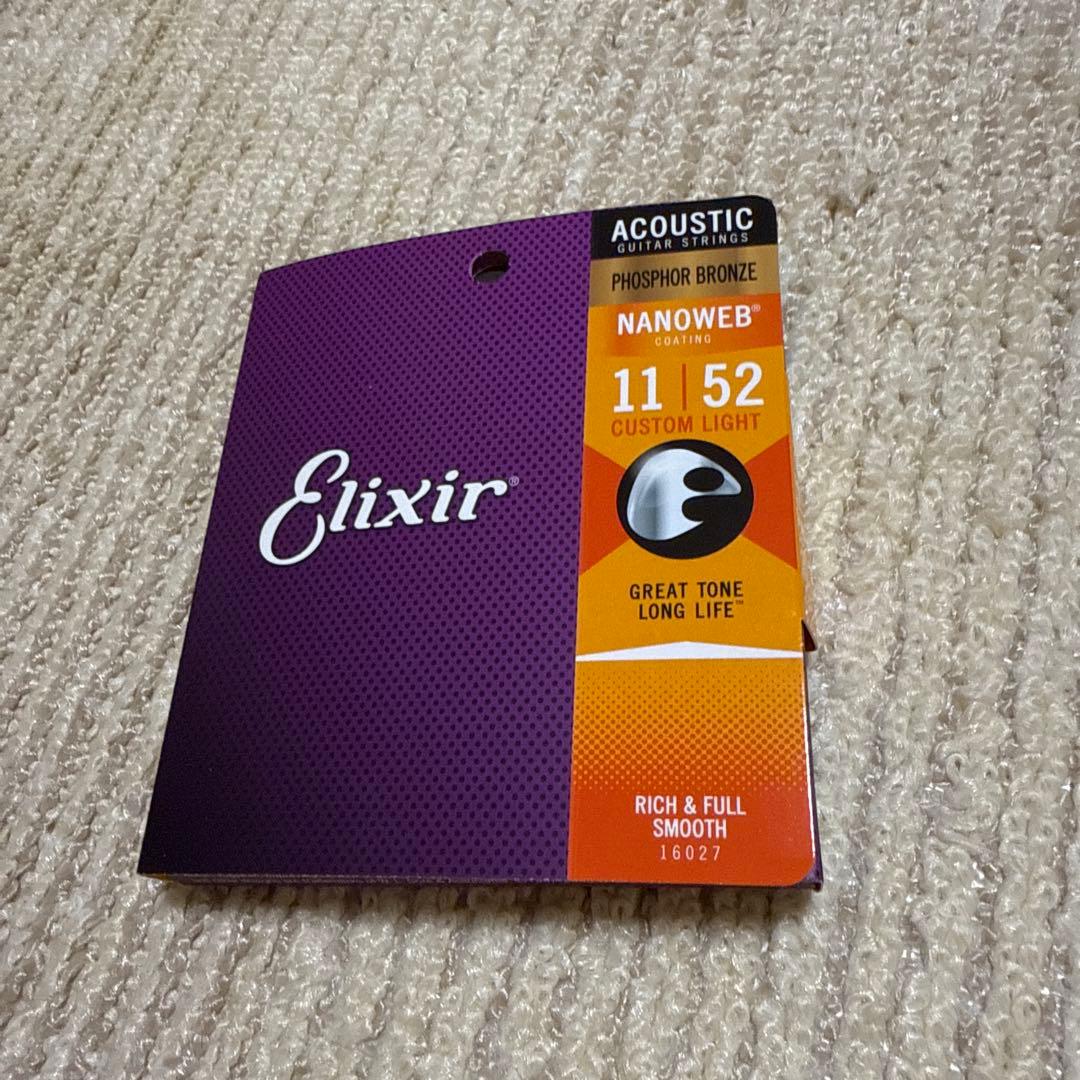 Elixir®
ACOUSTIC
GUITAR STRINGS
PHOSPHOR BRONZE
NANOWEB®
COATING
11 | 52
CUSTOM LIGHT
GREAT TONE
LONG LIFE™
RICH & FULL
SMOOTH
16027